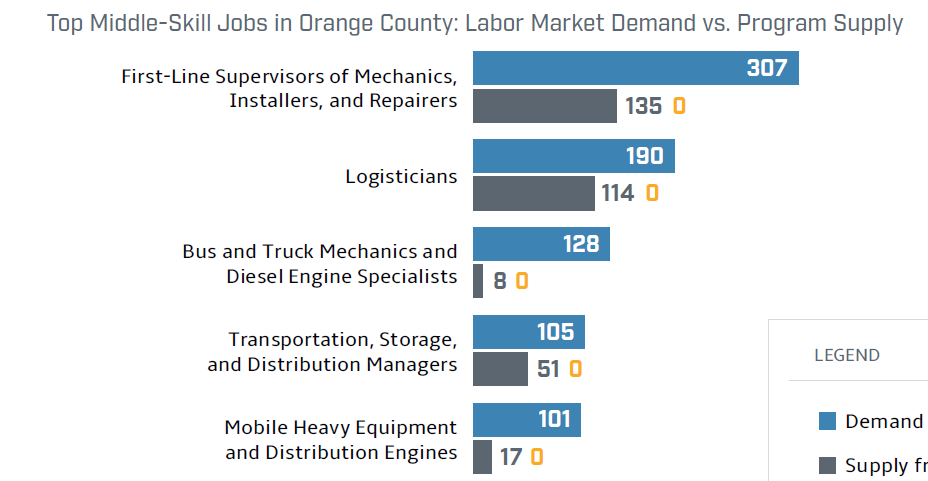 Top Middle-Skill Jobs in Orange County: Labor Market Demand vs. Program Supply
First-Line Supervisors of Mechanics,
Installers, and Repairers
307
135 0
Logisticians
190
114 0
Bus and Truck Mechanics and
Diesel Engine Specialists
128
8 0
Transportation, Storage,
and Distribution Managers
105
51 0
Mobile Heavy Equipment
and Distribution Engines
101
17 0
LEGEND
Demand
Supply